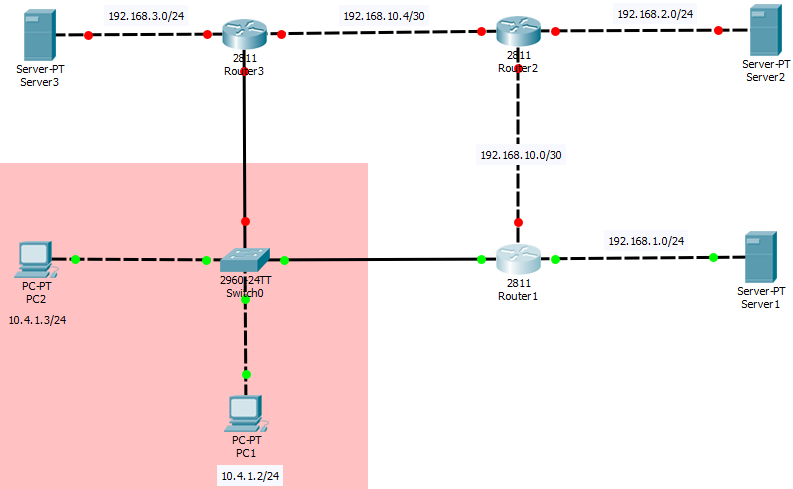 192.168.3.0/24
192.168.10.4/30
192.168.2.0/24
Server-PT
Server3
2811
Router3
2811
Router2
Server-PT
Server2
192.168.10.0/30
192.168.1.0/24
PC-PT
PC2
10.4.1.3/24
2960-24TT
Switch0
2811
Router1
Server-PT
Server1
PC-PT
PC1
10.4.1.2/24